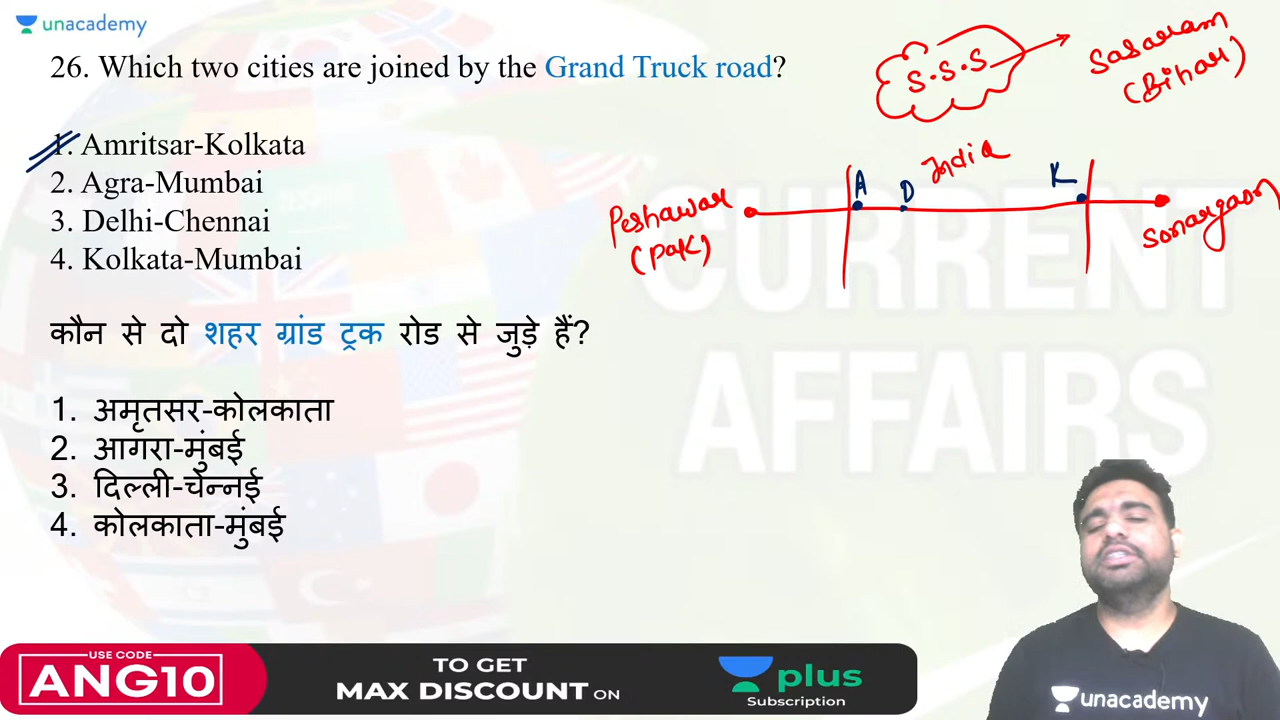 unacademy
26. Which two cities are joined by the Grand Truck road?
1. Amritsar-Kolkata
2. Agra-Mumbai
3. Delhi-Chennai
4. Kolkata-Mumbai
S.S.S
Sasaram
(Bihar)
India
A
D
K
Peshawar
(Pak)
Sonargaon
CURRENT
AFFAIRS
कौन से दो शहर ग्रांड ट्रक रोड से जुड़े हैं?
1. अमृतसर-कोलकाता
2. आगरा-मुंबई
3. दिल्ली-चेन्नई
4. कोलकाता-मुंबई
USE CODE
ANG10
TO GET
MAX DISCOUNT ON
plus
Subscription
unacademy